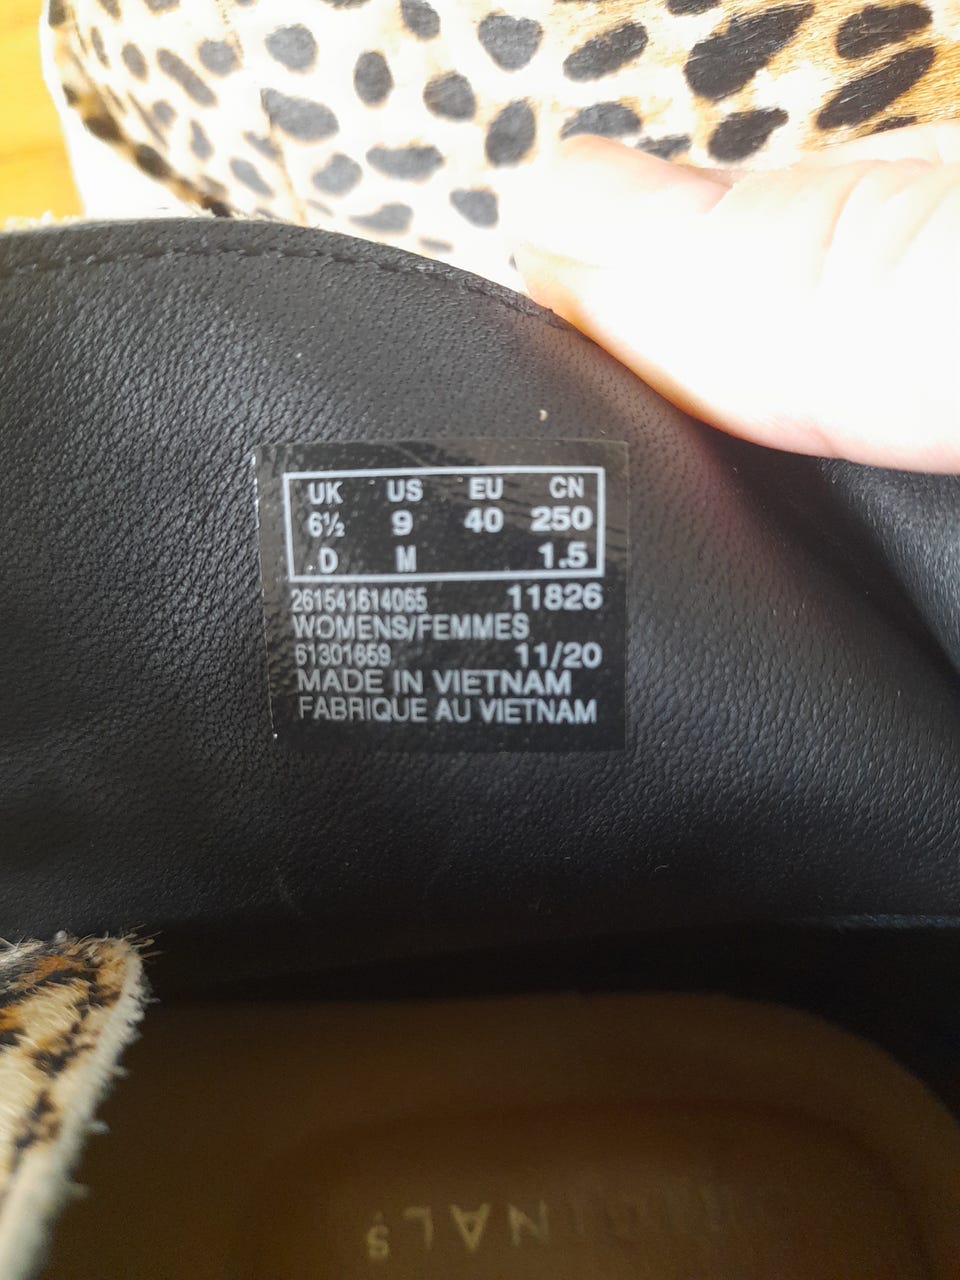 UK US EU CN
6½ 9 40 250
D M 1.5
261541614065 11826
WOMENS/FEMMES
61301659 11/20
MADE IN VIETNAM
FABRIQUE AU VIETNAM